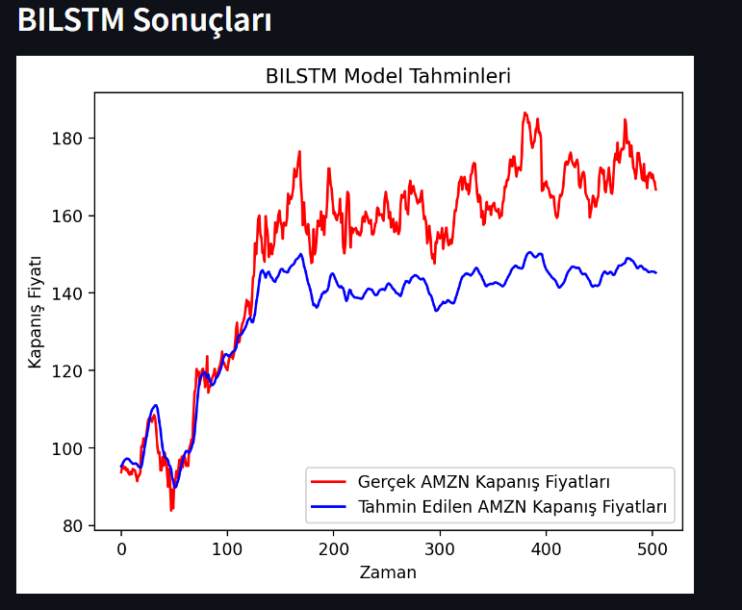 BILSTM Sonuçları
BILSTM Model Tahminleri
Kapanış Fiyatı
180
160
140
120
100
80
0 100 200 300 400 500
Zaman
Gerçek AMZN Kapanış Fiyatları
Tahmin Edilen AMZN Kapanış Fiyatları